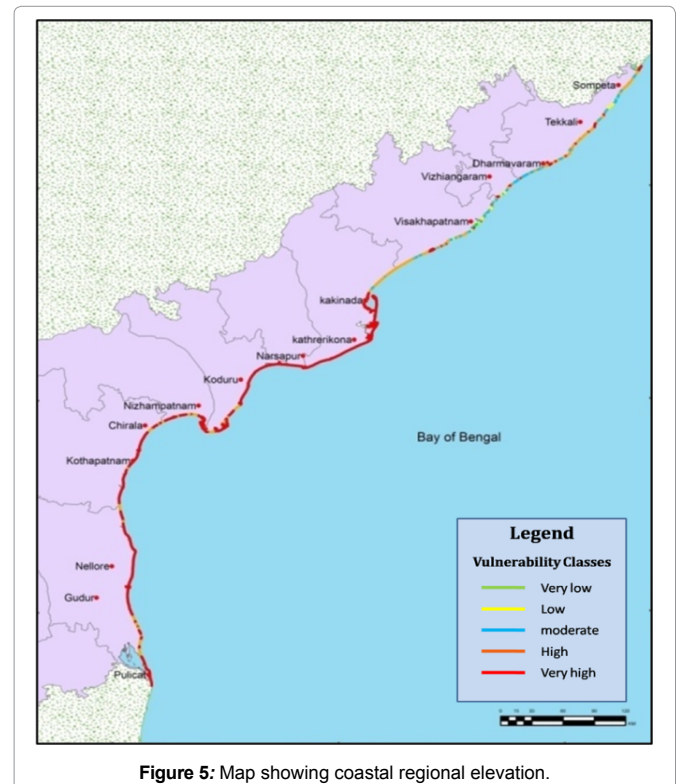 Sompeta
Tekkali
Dharmavaram
Vizhiangaram
Visakhapatnam
kakinada
kathrerikona
Narsapur
Koduru
Nizhampatnam
Chirala
Bay of Bengal
Kothapatnam
Legend
Vulnerability Classes
Very low
Low
moderate
High
Very high
Nellore
Gudur
Pulicat
Figure 5: Map showing coastal regional elevation.